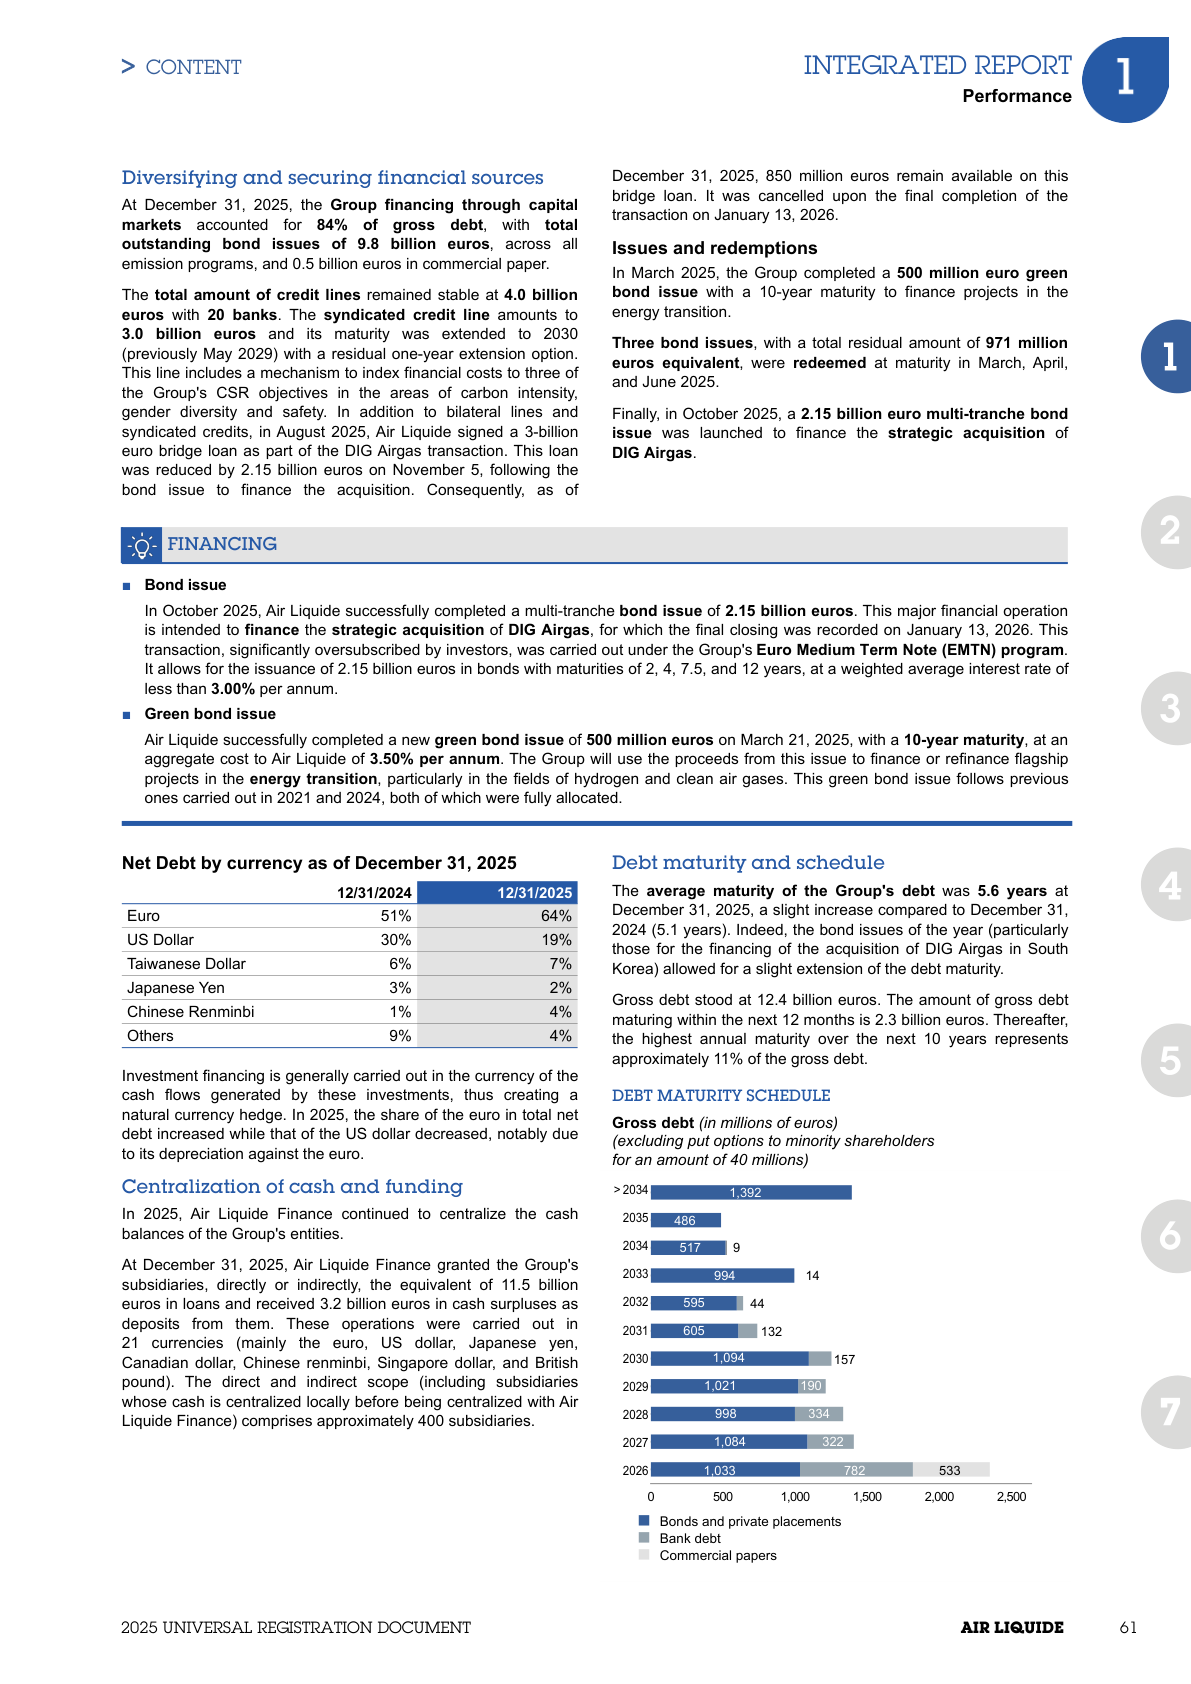 > CONTENT
INTEGRATED REPORT
Performance
1
Diversifying and securing financial sources
At December 31, 2025, the Group financing through capital
markets accounted for 84% of gross debt, with total
outstanding bond issues of 9.8 billion euros, across all
emission programs, and 0.5 billion euros in commercial paper.
The total amount of credit lines remained stable at 4.0 billion
euros with 20 banks. The syndicated credit line amounts to
3.0 billion euros and its maturity was extended to 2030
(previously May 2029) with a residual one-year extension option.
This line includes a mechanism to index financial costs to three of
the Group's CSR objectives in the areas of carbon intensity,
gender diversity and safety. In addition to bilateral lines and
syndicated credits, in August 2025, Air Liquide signed a 3-billion
euro bridge loan as part of the DIG Airgas transaction. This loan
was reduced by 2.15 billion euros on November 5, following the
bond issue to finance the acquisition. Consequently, as of
December 31, 2025, 850 million euros remain available on this
bridge loan. It was cancelled upon the final completion of the
transaction on January 13, 2026.
Issues and redemptions
In March 2025, the Group completed a 500 million euro green
bond issue with a 10-year maturity to finance projects in the
energy transition.
Three bond issues, with a total residual amount of 971 million
euros equivalent, were redeemed at maturity in March, April,
and June 2025.
Finally, in October 2025, a 2.15 billion euro multi-tranche bond
issue was launched to finance the strategic acquisition of
DIG Airgas.
FINANCING
■ Bond issue
In October 2025, Air Liquide successfully completed a multi-tranche bond issue of 2.15 billion euros. This major financial operation
is intended to finance the strategic acquisition of DIG Airgas, for which the final closing was recorded on January 13, 2026. This
transaction, significantly oversubscribed by investors, was carried out under the Group's Euro Medium Term Note (EMTN) program.
It allows for the issuance of 2.15 billion euros in bonds with maturities of 2, 4, 7.5, and 12 years, at a weighted average interest rate of
less than 3.00% per annum.
■ Green bond issue
Air Liquide successfully completed a new green bond issue of 500 million euros on March 21, 2025, with a 10-year maturity, at an
aggregate cost to Air Liquide of 3.50% per annum. The Group will use the proceeds from this issue to finance or refinance flagship
projects in the energy transition, particularly in the fields of hydrogen and clean air gases. This green bond issue follows previous
ones carried out in 2021 and 2024, both of which were fully allocated.
Net Debt by currency as of December 31, 2025
12/31/2024 12/31/2025
Euro 51% 64%
US Dollar 30% 19%
Taiwanese Dollar 6% 7%
Japanese Yen 3% 2%
Chinese Renminbi 1% 4%
Others 9% 4%
Investment financing is generally carried out in the currency of the
cash flows generated by these investments, thus creating a
natural currency hedge. In 2025, the share of the euro in total net
debt increased while that of the US dollar decreased, notably due
to its depreciation against the euro.
Centralization of cash and funding
In 2025, Air Liquide Finance continued to centralize the cash
balances of the Group's entities.
At December 31, 2025, Air Liquide Finance granted the Group's
subsidiaries, directly or indirectly, the equivalent of 11.5 billion
euros in loans and received 3.2 billion euros in cash surpluses as
deposits from them. These operations were carried out in
21 currencies (mainly the euro, US dollar, Japanese yen,
Canadian dollar, Chinese renminbi, Singapore dollar, and British
pound). The direct and indirect scope (including subsidiaries
whose cash is centralized locally before being centralized with Air
Liquide Finance) comprises approximately 400 subsidiaries.
Debt maturity and schedule
The average maturity of the Group's debt was 5.6 years at
December 31, 2025, a slight increase compared to December 31,
2024 (5.1 years). Indeed, the bond issues of the year (particularly
those for the financing of the acquisition of DIG Airgas in South
Korea) allowed for a slight extension of the debt maturity.
Gross debt stood at 12.4 billion euros. The amount of gross debt
maturing within the next 12 months is 2.3 billion euros. Thereafter,
the highest annual maturity over the next 10 years represents
approximately 11% of the gross debt.
DEBT MATURITY SCHEDULE
Gross debt (in millions of euros)
(excluding put options to minority shareholders
for an amount of 40 millions)
> 2034 1,392
2035 486
2034 517 9
2033 994 14
2032 595 44
2031 605 132
2030 1,094 157
2029 1,021 190
2028 998 334
2027 1,084 322
2026 1,033 782 533
0 500 1,000 1,500 2,000 2,500
Bonds and private placements
Bank debt
Commercial papers
1
2
3
4
5
6
7
2025 UNIVERSAL REGISTRATION DOCUMENT
AIR LIQUIDE 61